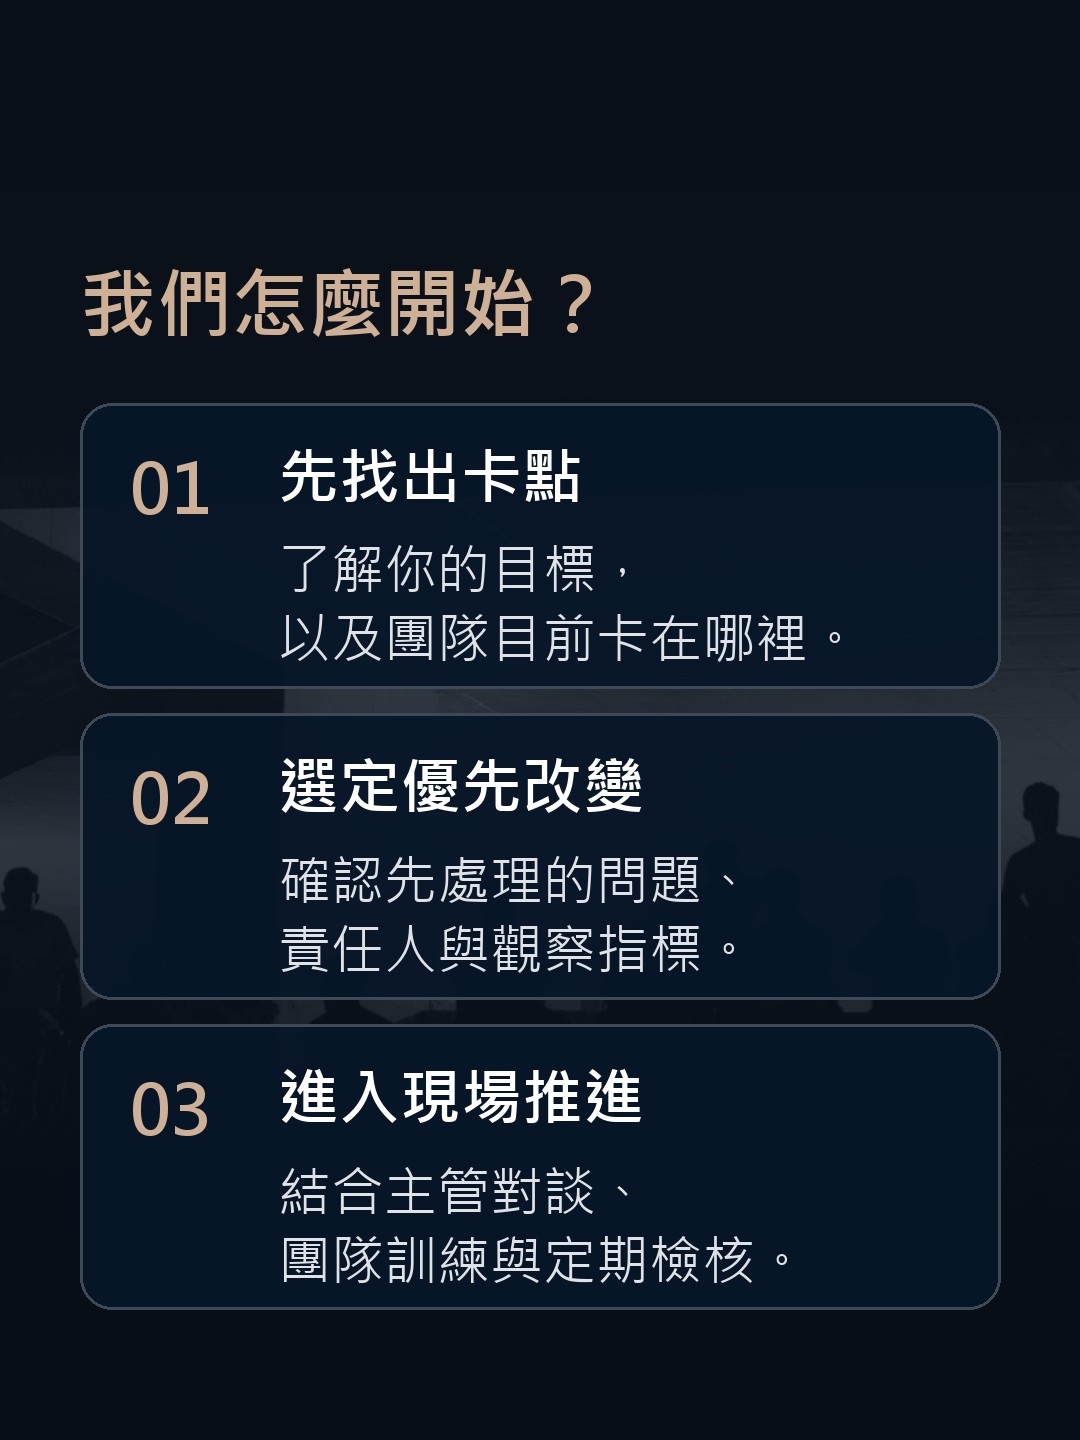 我們怎麼開始？
01
先找出卡點
了解你的目標，
以及團隊目前卡在哪裡。
02
選定優先改變
確認先處理的問題、
責任人與觀察指標。
03
進入現場推進
結合主管對談、
團隊訓練與定期檢核。